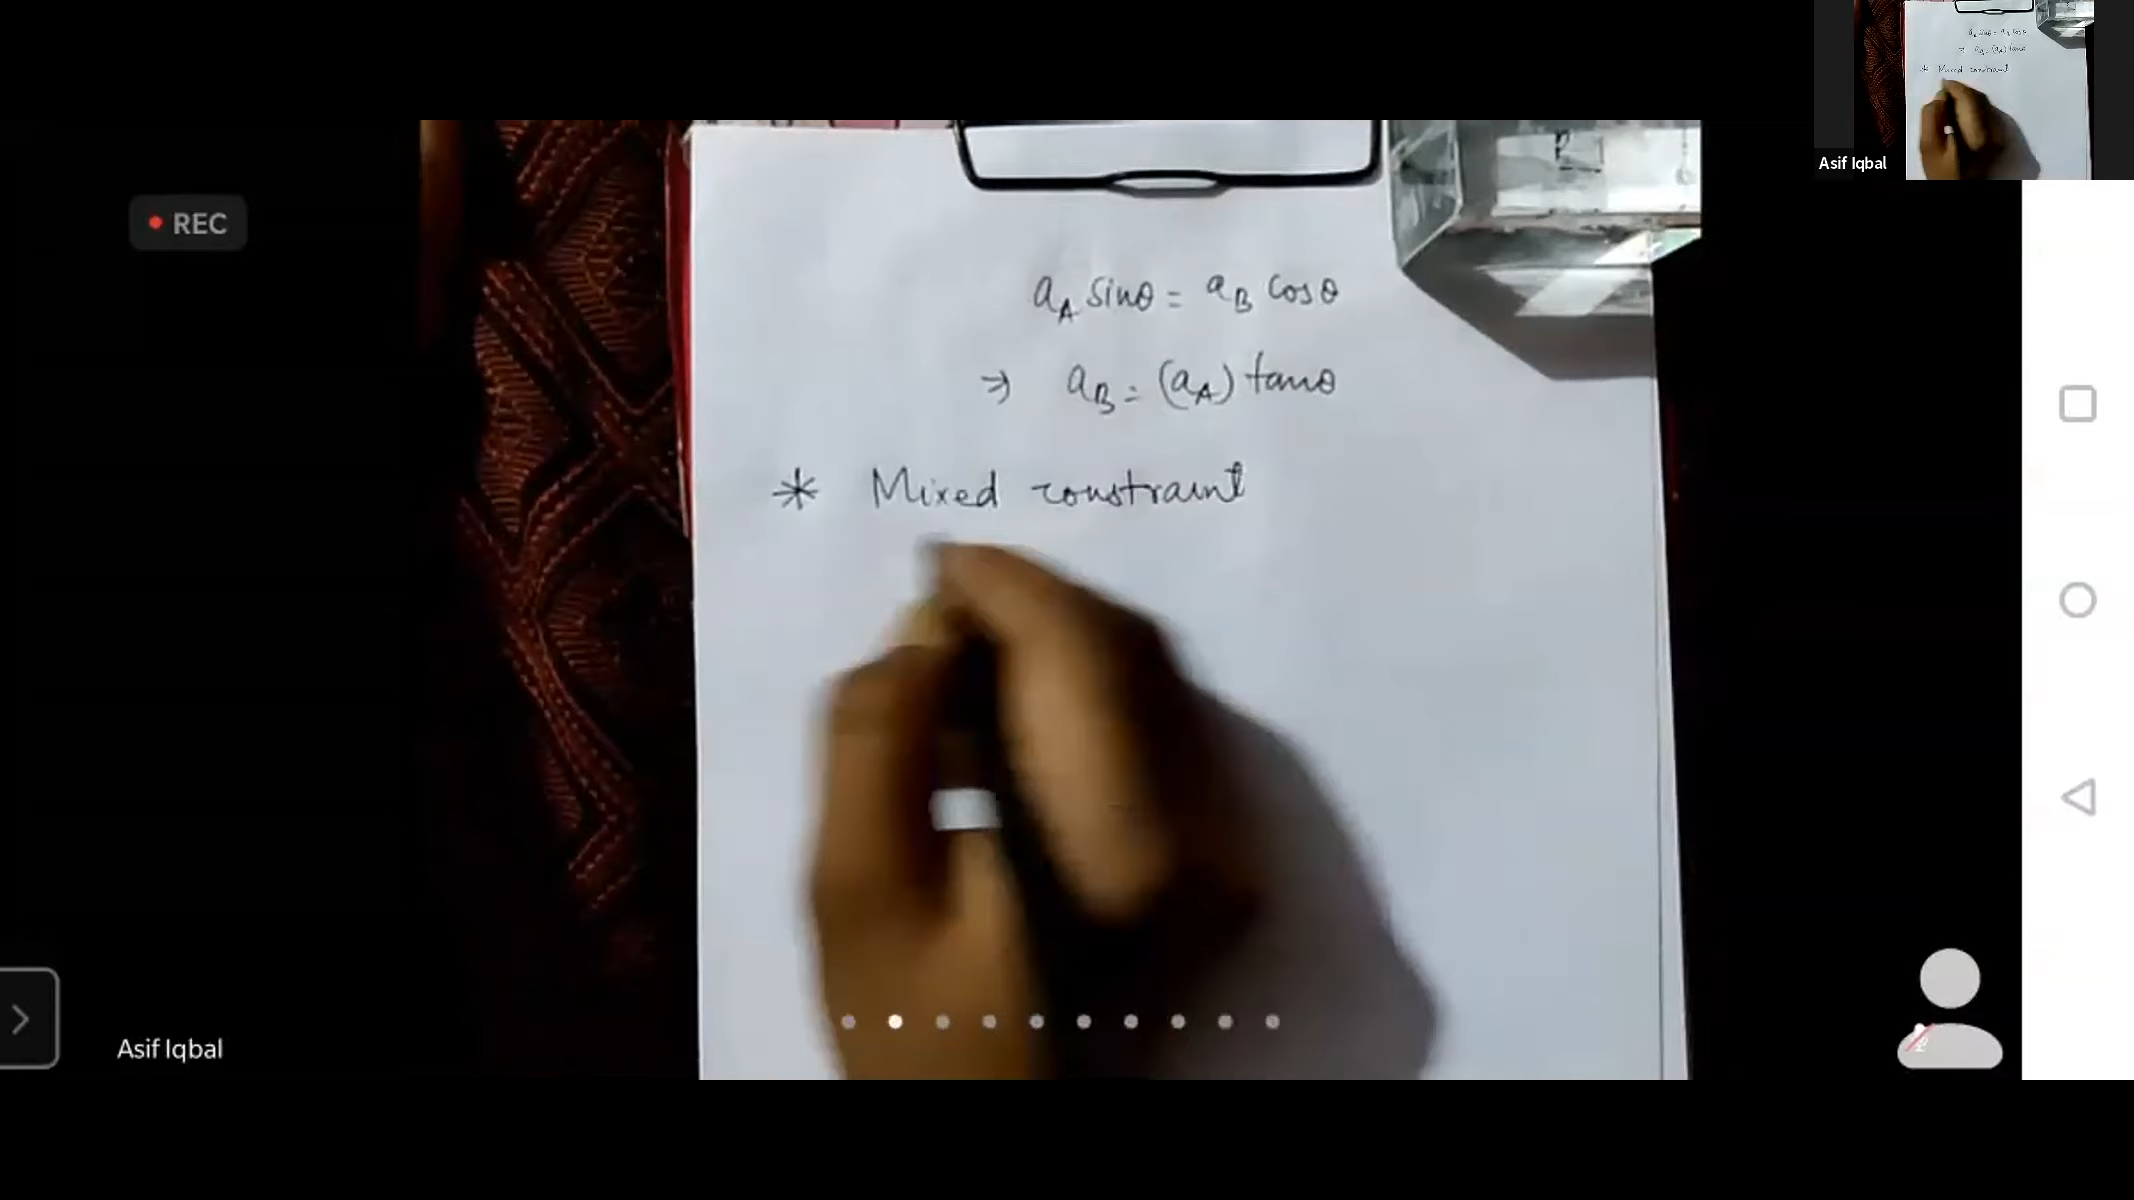 Asif Iqbal
REC
a_A sinθ = a_B cosθ
⇒ a_B = (a_A) tanθ
* Mixed constraint
Asif Iqbal